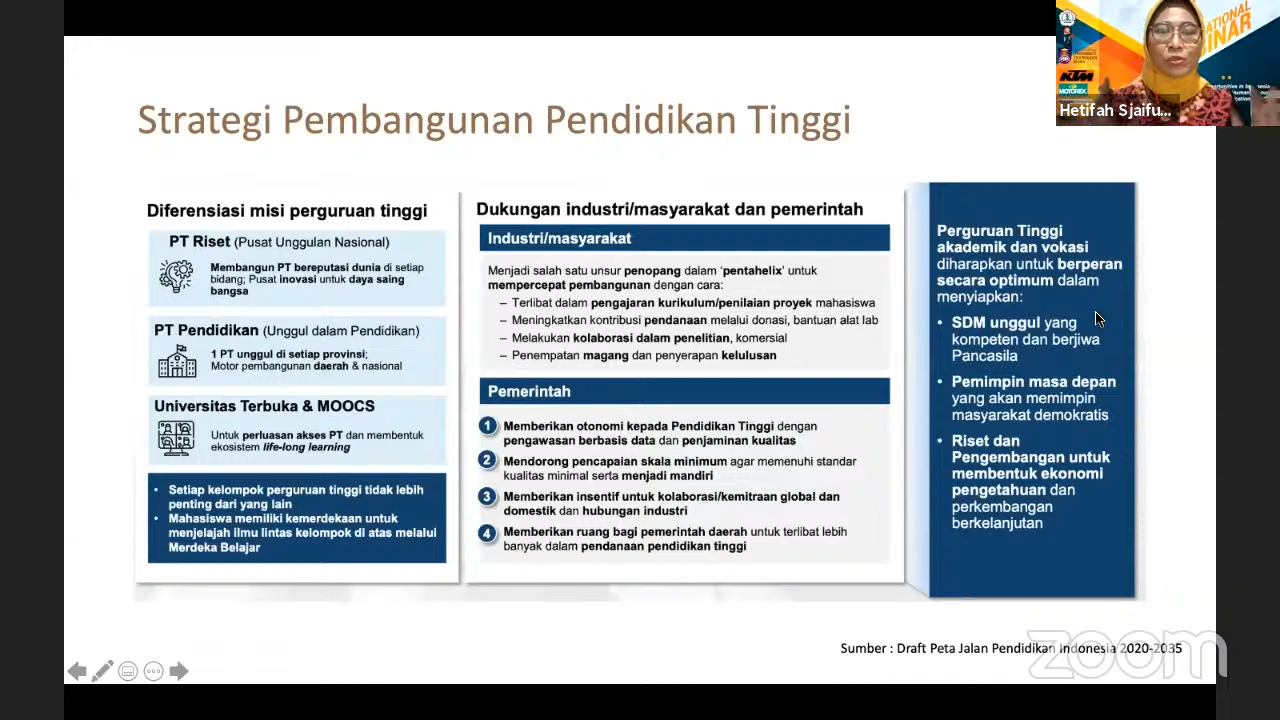 Strategi Pembangunan Pendidikan Tinggi
Diferensiasi misi perguruan tinggi
PT Riset (Pusat Unggulan Nasional)
Membangun PT bereputasi dunia di setiap
bidang; Pusat inovasi untuk daya saing
bangsa
PT Pendidikan (Unggul dalam Pendidikan)
1 PT unggul di setiap provinsi;
Motor pembangunan daerah & nasional
Universitas Terbuka & MOOCS
Untuk perluasan akses PT dan membentuk
ekosistem life-long learning
• Setiap kelompok perguruan tinggi tidak lebih
penting dari yang lain
• Mahasiswa memiliki kemerdekaan untuk
menjelajah ilmu lintas kelompok di atas melalui
Merdeka Belajar
Dukungan industri/masyarakat dan pemerintah
Industri/masyarakat
Menjadi salah satu unsur penopang dalam 'pentahelix' untuk
mempercepat pembangunan dengan cara:
– Terlibat dalam pengajaran kurikulum/penilaian proyek mahasiswa
– Meningkatkan kontribusi pendanaan melalui donasi, bantuan alat lab
– Melakukan kolaborasi dalam penelitian, komersial
– Penempatan magang dan penyerapan kelulusan
Pemerintah
1 Memberikan otonomi kepada Pendidikan Tinggi dengan
pengawasan berbasis data dan penjaminan kualitas
2 Mendorong pencapaian skala minimum agar memenuhi standar
kualitas minimal serta menjadi mandiri
3 Memberikan insentif untuk kolaborasi/kemitraan global dan
domestik dan hubungan industri
4 Memberikan ruang bagi pemerintah daerah untuk terlibat lebih
banyak dalam pendanaan pendidikan tinggi
Perguruan Tinggi
akademik dan vokasi
diharapkan untuk berperan
secara optimum dalam
menyiapkan:
• SDM unggul yang
kompeten dan berjiwa
Pancasila
• Pemimpin masa depan
yang akan memimpin
masyarakat demokratis
• Riset dan
Pengembangan untuk
membentuk ekonomi
pengetahuan dan
perkembangan
berkelanjutan
Sumber : Draft Peta Jalan Pendidikan Indonesia 2020-2035
zoom
KTM
MOTOREX
Hetifah Sjaifu...